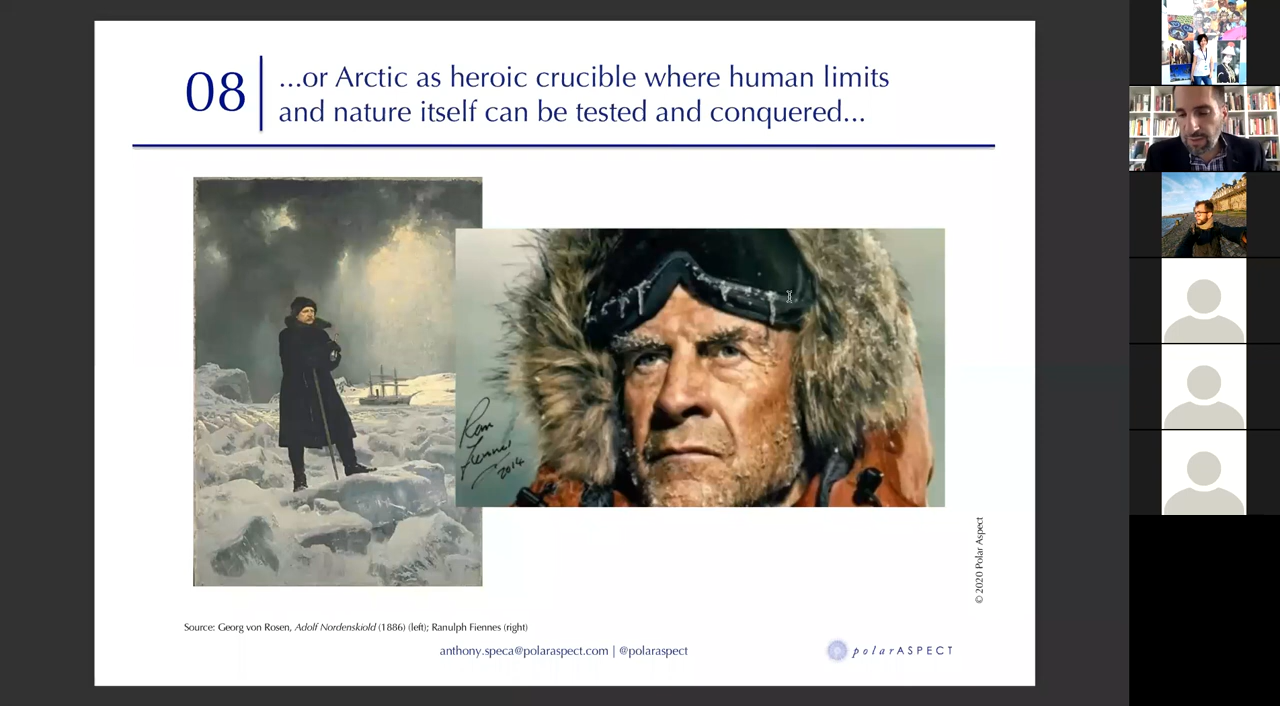 08
...or Arctic as heroic crucible where human limits
and nature itself can be tested and conquered...
Ran
Fiennes
2014
© 2020 Polar Aspect
Source: Georg von Rosen, Adolf Nordenskiold (1886) (left); Ranulph Fiennes (right)
anthony.speca@polaraspect.com | @polaraspect
polarASPECT